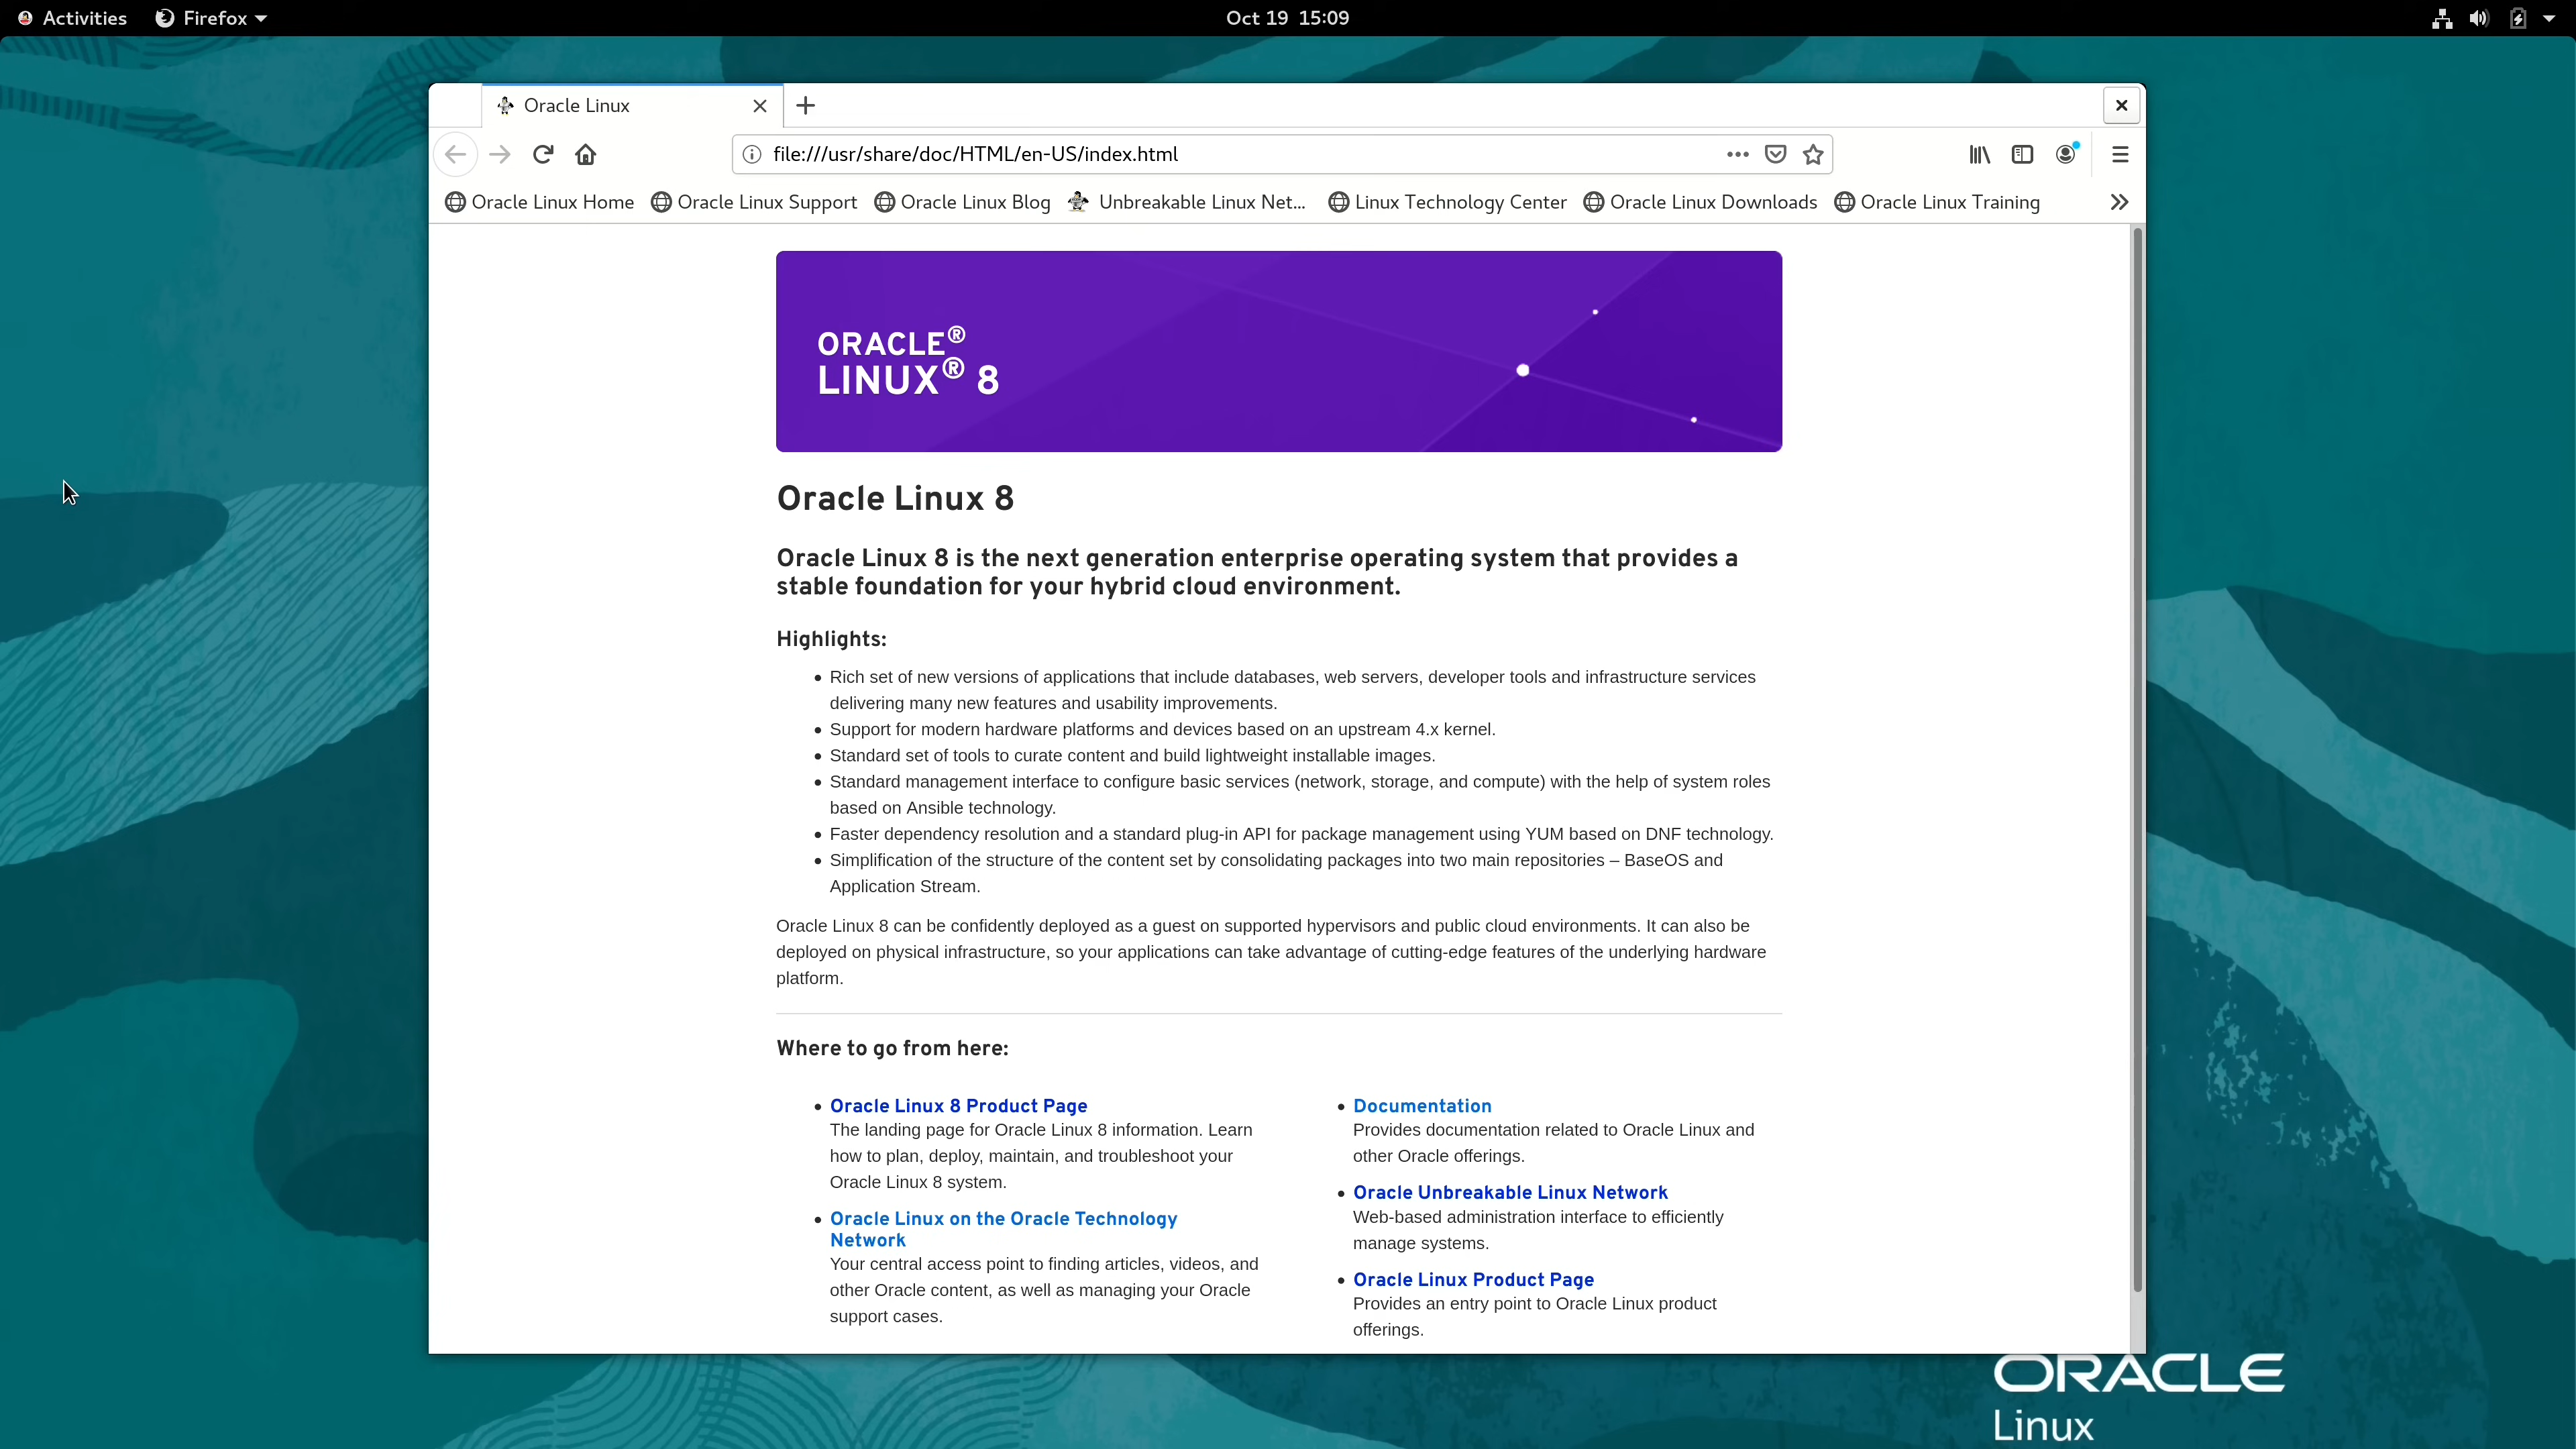 Activities Firefox Oct 19 15:09
Oracle Linux
file:///usr/share/doc/HTML/en-US/index.html
Oracle Linux Home Oracle Linux Support Oracle Linux Blog Unbreakable Linux Net... Linux Technology Center Oracle Linux Downloads Oracle Linux Training
ORACLE®
LINUX® 8
Oracle Linux 8
Oracle Linux 8 is the next generation enterprise operating system that provides a
stable foundation for your hybrid cloud environment.
Highlights:
• Rich set of new versions of applications that include databases, web servers, developer tools and infrastructure services
delivering many new features and usability improvements.
• Support for modern hardware platforms and devices based on an upstream 4.x kernel.
• Standard set of tools to curate content and build lightweight installable images.
• Standard management interface to configure basic services (network, storage, and compute) with the help of system roles
based on Ansible technology.
• Faster dependency resolution and a standard plug-in API for package management using YUM based on DNF technology.
• Simplification of the structure of the content set by consolidating packages into two main repositories – BaseOS and
Application Stream.
Oracle Linux 8 can be confidently deployed as a guest on supported hypervisors and public cloud environments. It can also be
deployed on physical infrastructure, so your applications can take advantage of cutting-edge features of the underlying hardware
platform.
Where to go from here:
• Oracle Linux 8 Product Page
The landing page for Oracle Linux 8 information. Learn
how to plan, deploy, maintain, and troubleshoot your
Oracle Linux 8 system.
• Oracle Linux on the Oracle Technology
Network
Your central access point to finding articles, videos, and
other Oracle content, as well as managing your Oracle
support cases.
• Documentation
Provides documentation related to Oracle Linux and
other Oracle offerings.
• Oracle Unbreakable Linux Network
Web-based administration interface to efficiently
manage systems.
• Oracle Linux Product Page
Provides an entry point to Oracle Linux product
offerings.
ORACLE
Linux